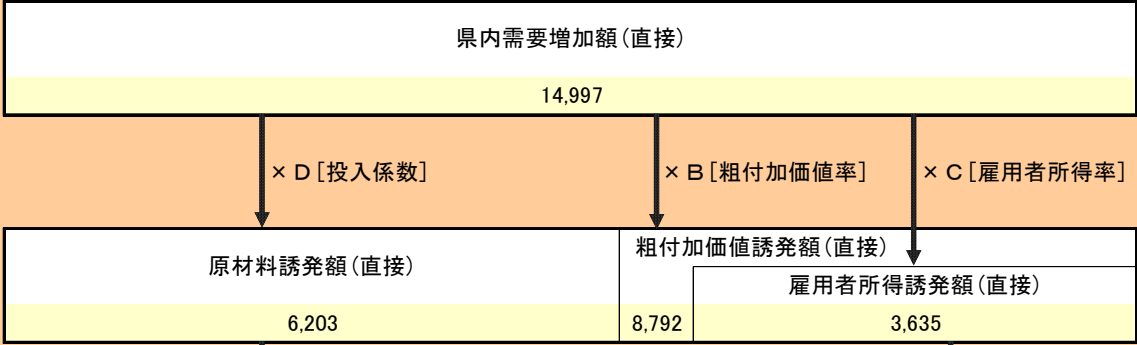 県内需要増加額(直接)
14,997
×D[投入係数]
×B[粗付加価値率]
×C[雇用者所得率]
原材料誘発額(直接)
粗付加価値誘発額(直接)
雇用者所得誘発額(直接)
6,203
8,792
3,635